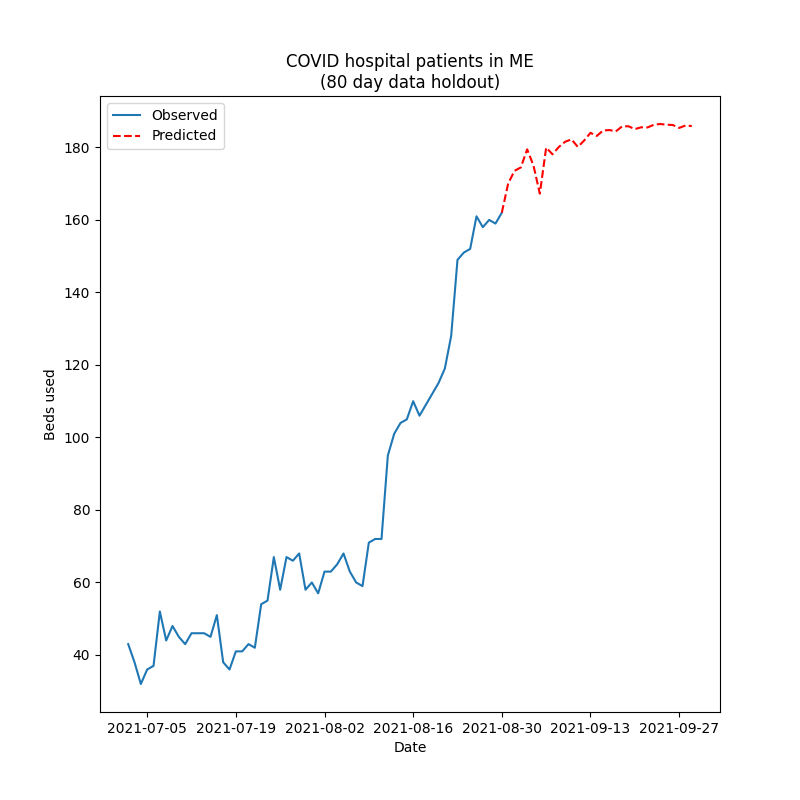 COVID hospital patients in ME
(80 day data holdout)
Observed
Predicted
180
160
140
120
100
80
60
40
Beds used
2021-07-05 2021-07-19 2021-08-02 2021-08-16 2021-08-30 2021-09-13 2021-09-27
Date